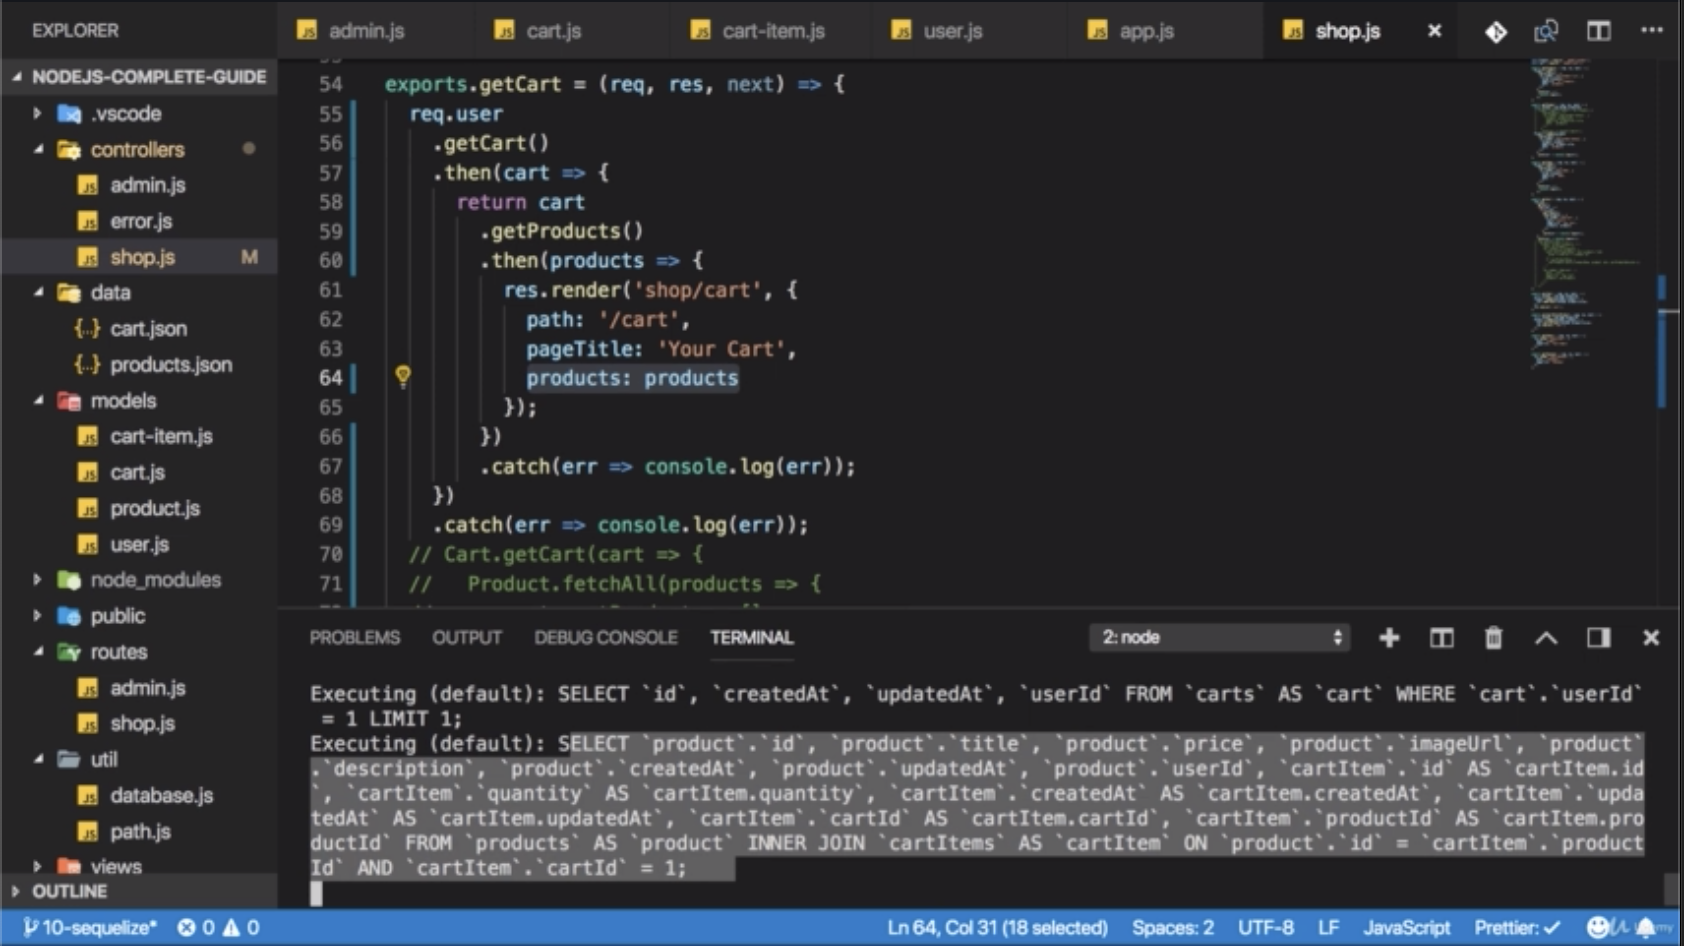 EXPLORER
admin.js
cart.js
cart-item.js
user.js
app.js
shop.js
NODEJS-COMPLETE-GUIDE
.vscode
controllers
admin.js
error.js
shop.js M
data
cart.json
products.json
models
cart-item.js
cart.js
product.js
user.js
node_modules
public
routes
admin.js
shop.js
util
database.js
path.js
views
OUTLINE
54 exports.getCart = (req, res, next) => {
55 req.user
56 .getCart()
57 .then(cart => {
58 return cart
59 .getProducts()
60 .then(products => {
61 res.render('shop/cart', {
62 path: '/cart',
63 pageTitle: 'Your Cart',
64 products: products
65 });
66 })
67 .catch(err => console.log(err));
68 })
69 .catch(err => console.log(err));
70 // Cart.getCart(cart => {
71 // Product.fetchAll(products => {
PROBLEMS OUTPUT DEBUG CONSOLE TERMINAL 2: node
Executing (default): SELECT `id`, `createdAt`, `updatedAt`, `userId` FROM `carts` AS `cart` WHERE `cart`.`userId`
= 1 LIMIT 1;
Executing (default): SELECT `product`.`id`, `product`.`title`, `product`.`price`, `product`.`imageUrl`, `product`
.`description`, `product`.`createdAt`, `product`.`updatedAt`, `product`.`userId`, `cartItem`.`id` AS `cartItem.id
`, `cartItem`.`quantity` AS `cartItem.quantity`, `cartItem`.`createdAt` AS `cartItem.createdAt`, `cartItem`.`upda
tedAt` AS `cartItem.updatedAt`, `cartItem`.`cartId` AS `cartItem.cartId`, `cartItem`.`productId` AS `cartItem.pro
ductId` FROM `products` AS `product` INNER JOIN `cartItems` AS `cartItem` ON `product`.`id` = `cartItem`.`product
Id` AND `cartItem`.`cartId` = 1;
10-sequelize* 0 0 Ln 64, Col 31 (18 selected) Spaces: 2 UTF-8 LF JavaScript Prettier: ✓